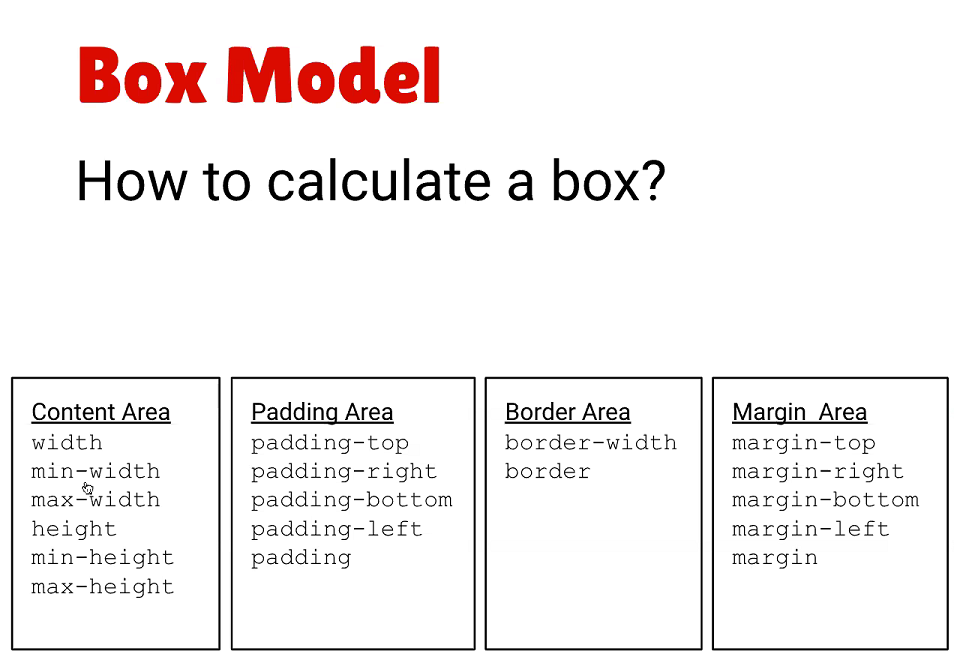 Box Model
How to calculate a box?
Content Area
width
min-width
max-width
height
min-height
max-height
Padding Area
padding-top
padding-right
padding-bottom
padding-left
padding
Border Area
border-width
border
Margin Area
margin-top
margin-right
margin-bottom
margin-left
margin